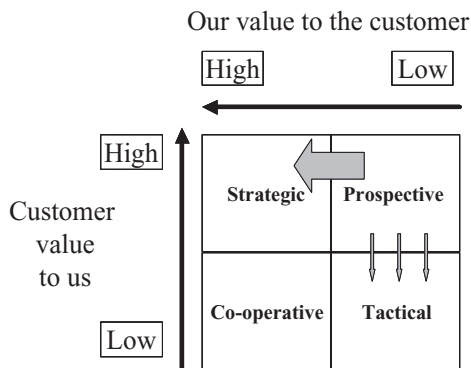 Our value to the customer
High
Low
High
Strategic
Prospective
Customer
value
to us
Co-operative
Tactical
Low